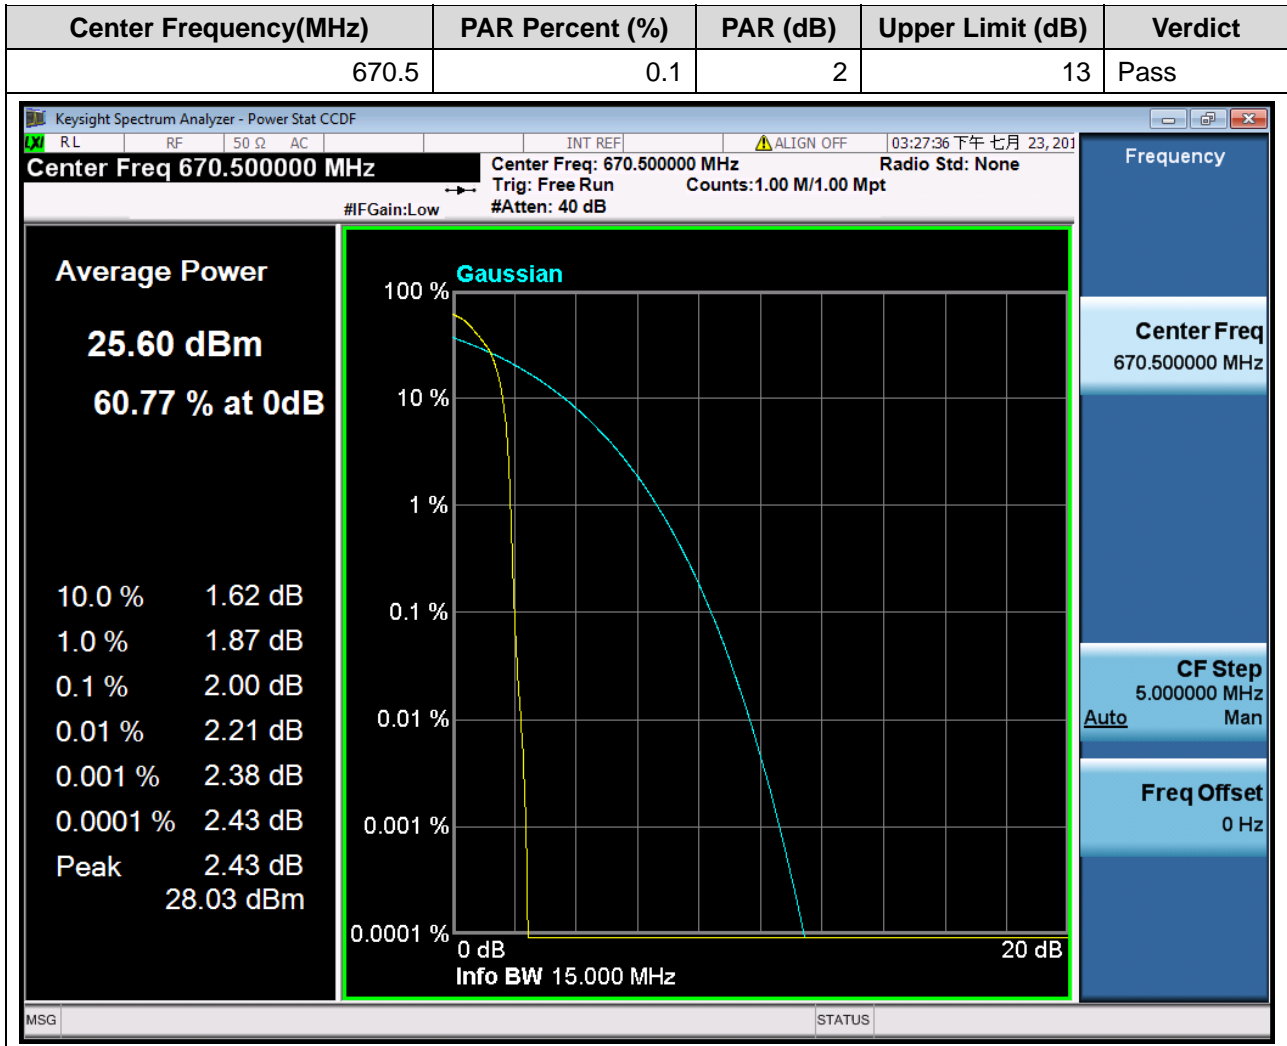 Center Frequency(MHz) PAR Percent (%) PAR (dB) Upper Limit (dB) Verdict
670.5 0.1 2 13 Pass
Keysight Spectrum Analyzer - Power Stat CCDF
LXI RL RF 50 Ω AC INT REF ALIGN OFF 03:27:36 下午 七月 23, 201
Center Freq 670.500000 MHz
Center Freq: 670.500000 MHz Radio Std: None
Trig: Free Run Counts:1.00 M/1.00 Mpt
#IFGain:Low #Atten: 40 dB
Average Power
25.60 dBm
60.77 % at 0dB
10.0 % 1.62 dB
1.0 % 1.87 dB
0.1 % 2.00 dB
0.01 % 2.21 dB
0.001 % 2.38 dB
0.0001 % 2.43 dB
Peak 2.43 dB
28.03 dBm
Gaussian
100 %
10 %
1 %
0.1 %
0.01 %
0.001 %
0.0001 %
0 dB 20 dB
Info BW 15.000 MHz
Frequency
Center Freq
670.500000 MHz
CF Step
5.000000 MHz
Auto Man
Freq Offset
0 Hz
MSG STATUS